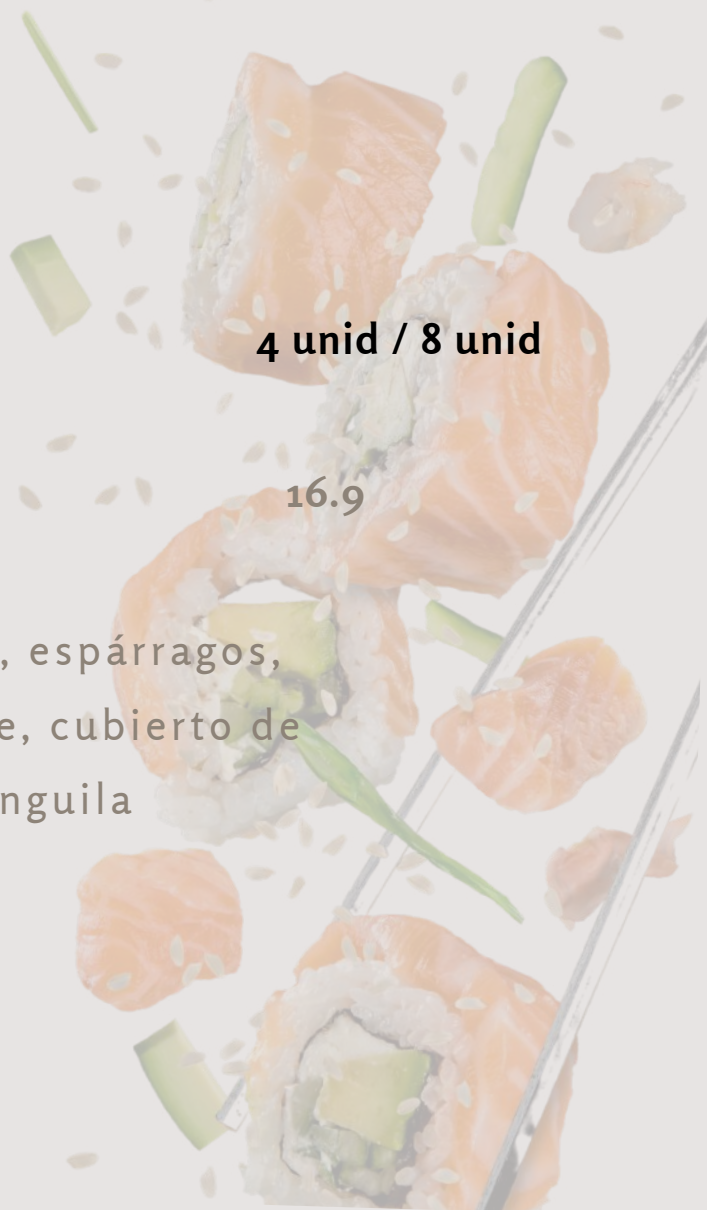 4 unid / 8 unid
16.9
, espárragos,
e, cubierto de
nguila